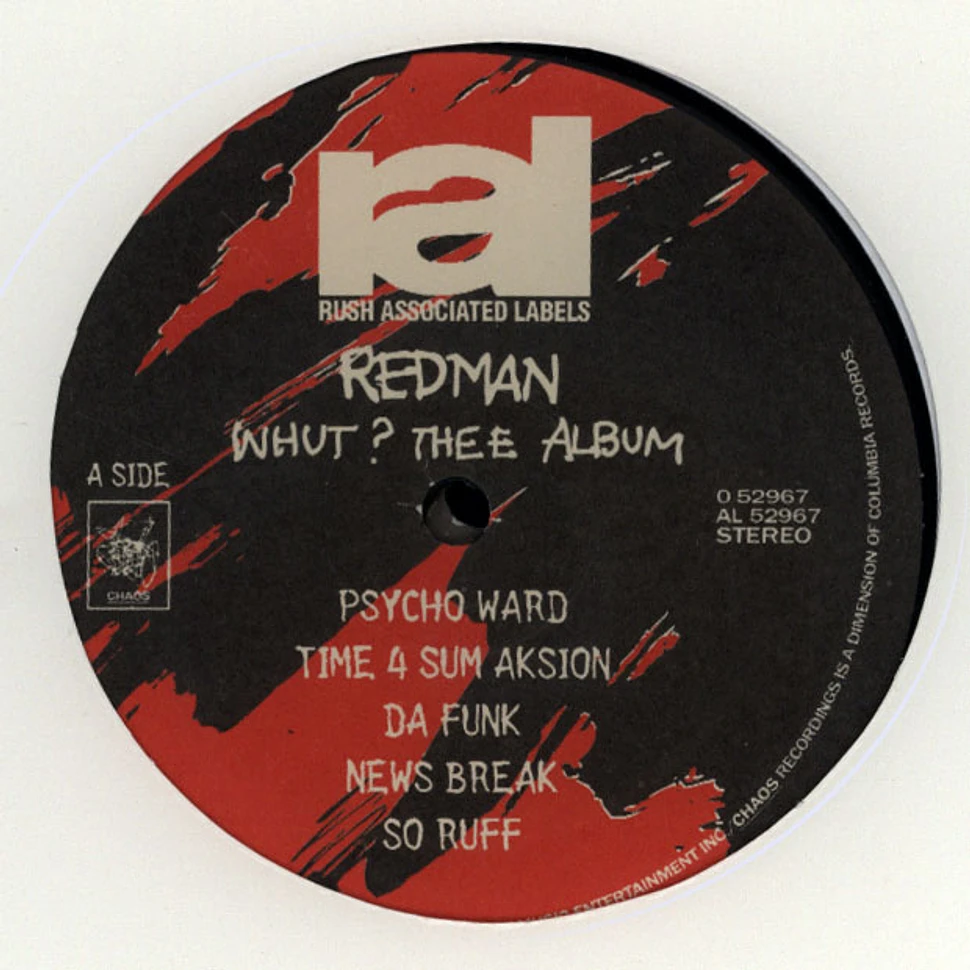 ral
RUSH ASSOCIATED LABELS
REDMAN
WHUT? THEE ALBUM
A SIDE
CHAOS
O 52967
AL 52967
STEREO
PSYCHO WARD
TIME 4 SUM AKSION
DA FUNK
NEWS BREAK
SO RUFF
MUSIC ENTERTAINMENT INC./CHAOS RECORDINGS IS A DIMENSION OF COLUMBIA RECORDS.